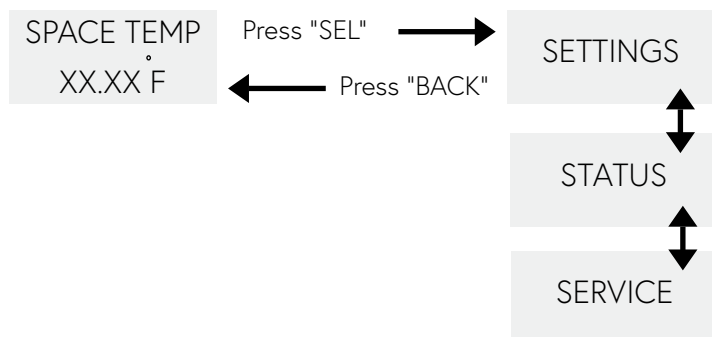 SPACE TEMP
XX.XX °F
Press "SEL"
Press "BACK"
SETTINGS
STATUS
SERVICE